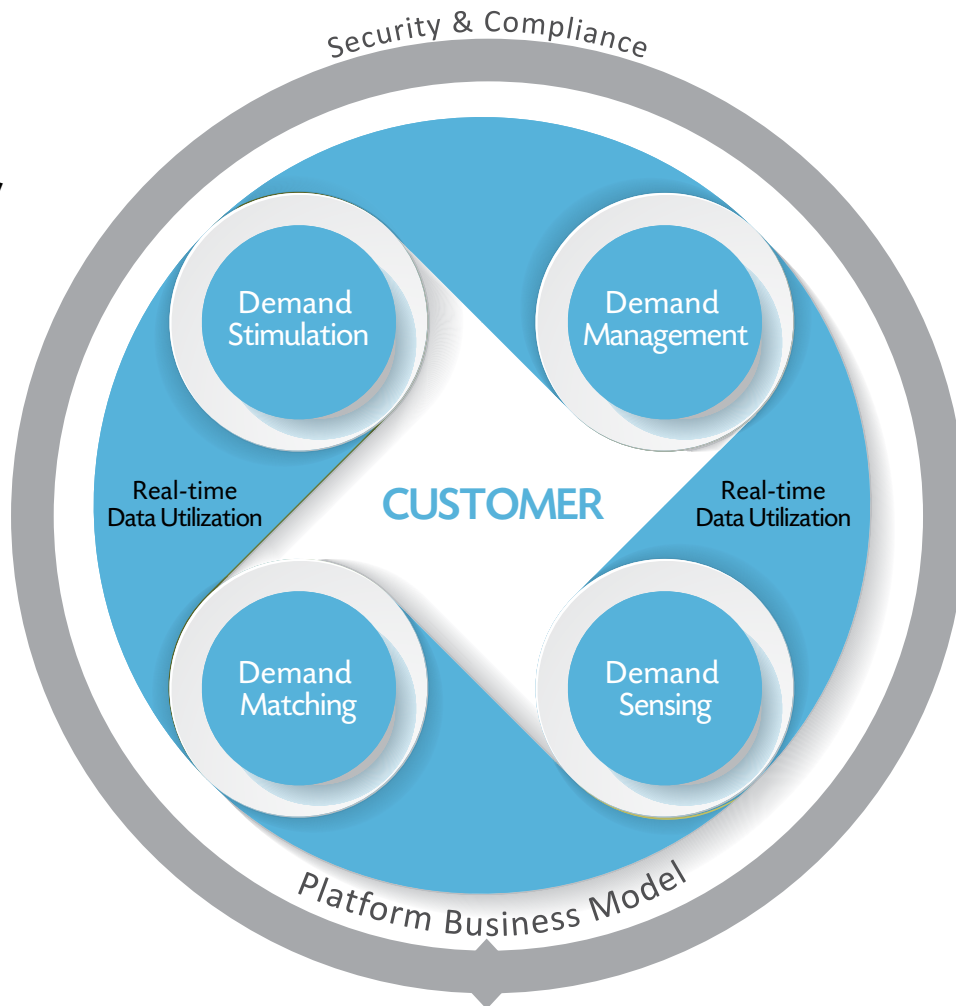 Security & Compliance
Demand
Stimulation
Demand
Management
Real-time
Data Utilization
CUSTOMER
Real-time
Data Utilization
Demand
Matching
Demand
Sensing
Platform Business Model